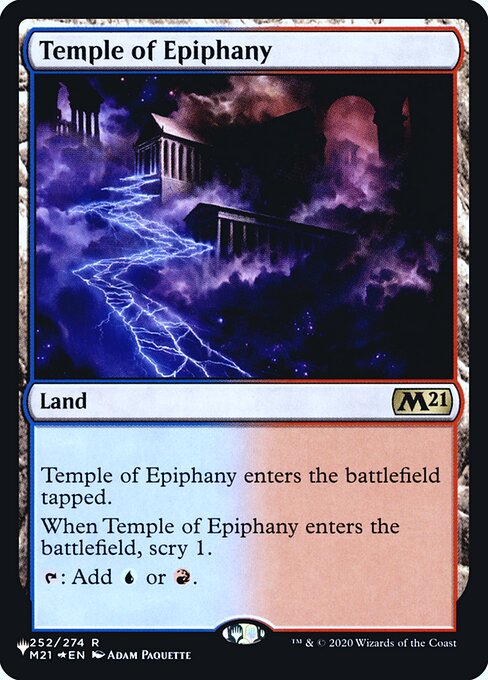 Temple of Epiphany
Land
M21
Temple of Epiphany enters the battlefield
tapped.
When Temple of Epiphany enters the
battlefield, scry 1.
: Add or .
252/274 R
M21 ★ EN Adam Paquette
™ & © 2020 Wizards of the Coast